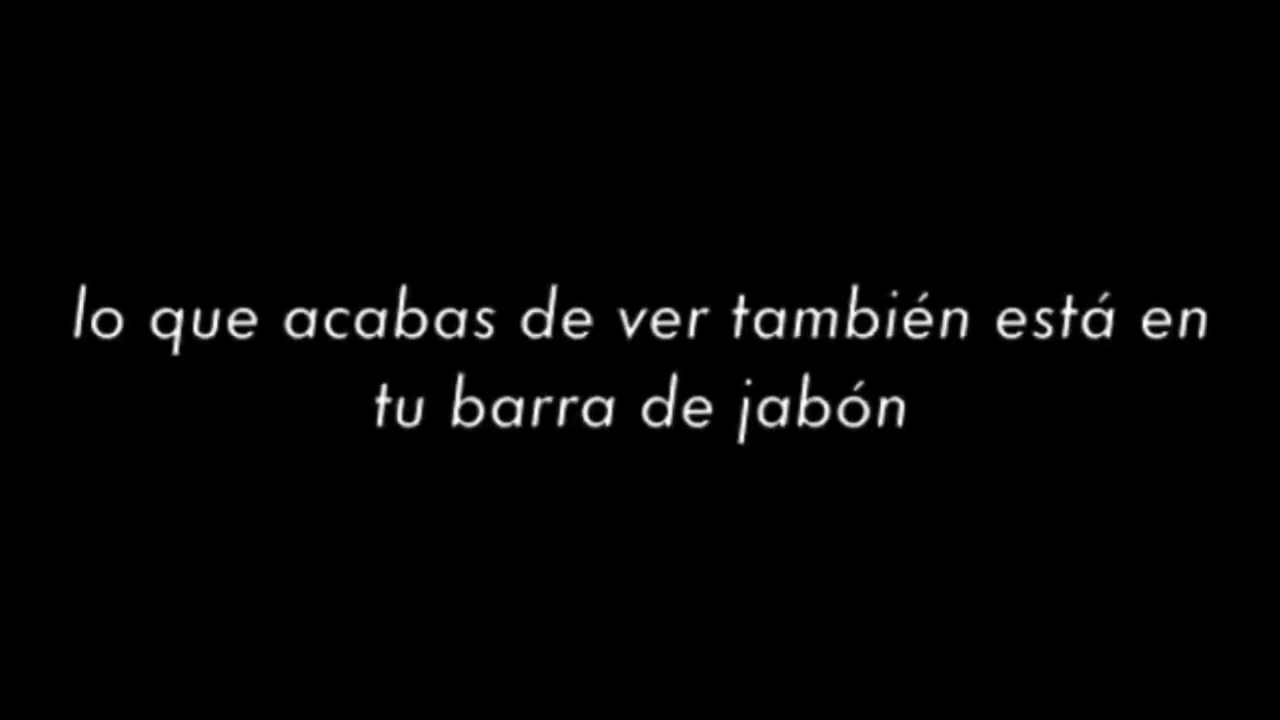 lo que acabas de ver también está en
tu barra de jabón